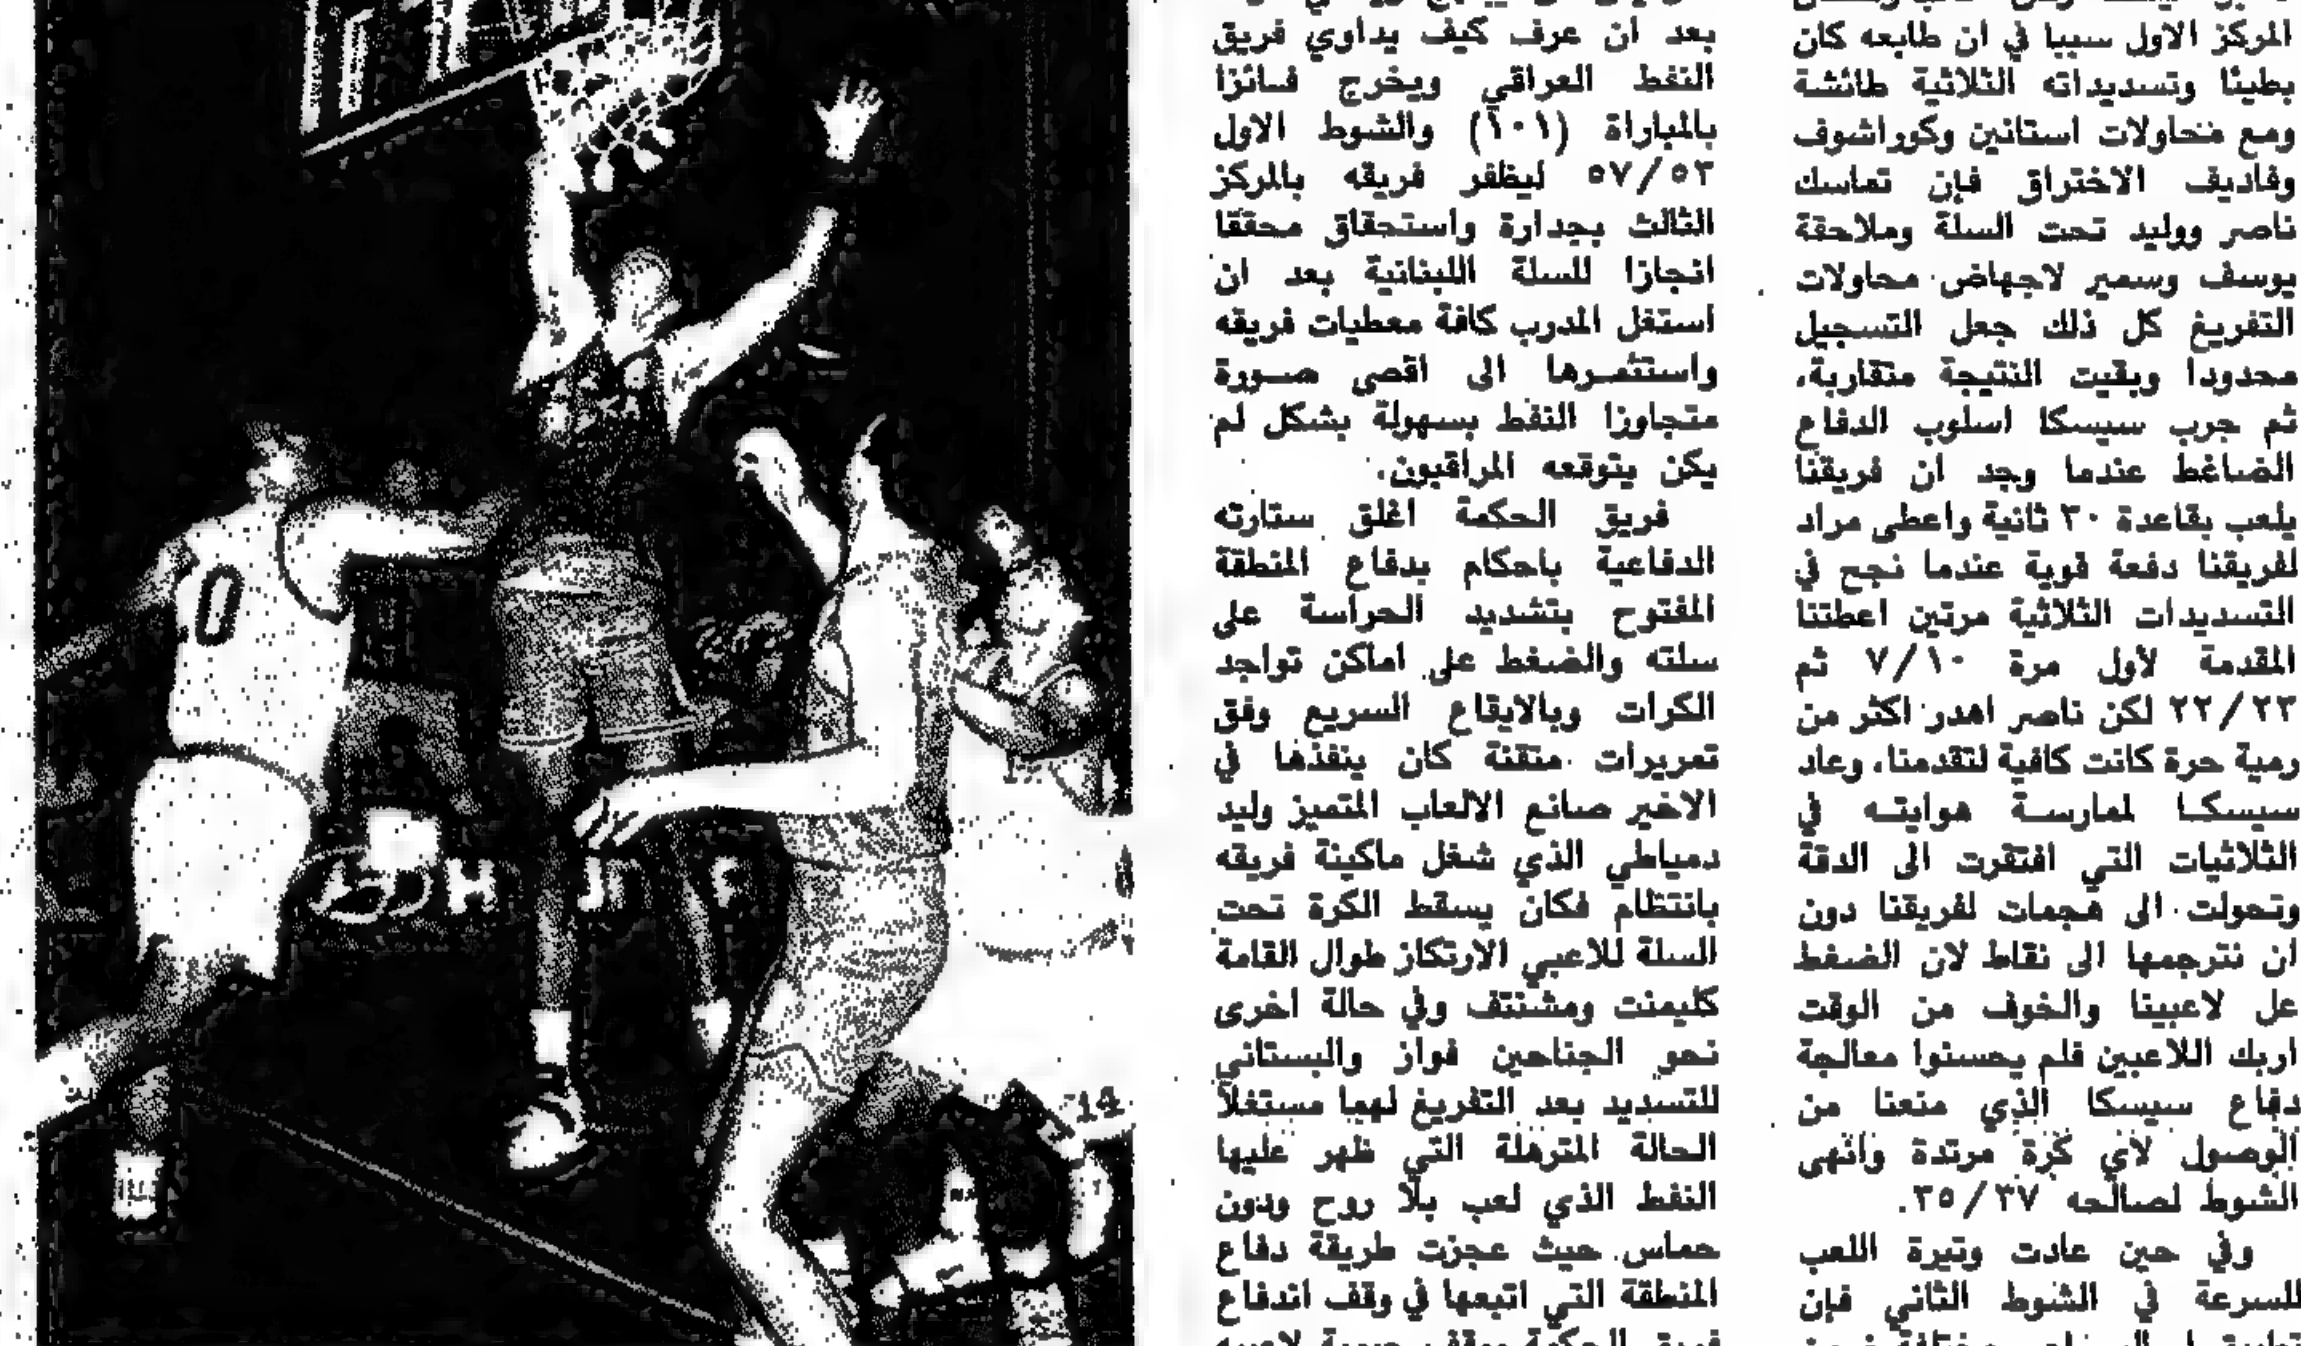 المركز الاول سببا في ان طابعه كان
بطيئا وتسديداته الثلاثية طائشة
ومع محاولات استانين وكوراشوف
وفاديف الاختراق فإن تماسك
ناصر ووليد تحت السلة وملاحقة
يوسف وسمير لاجهاض محاولات
التفريغ كل ذلك جعل التسجيل
محدودا وبقيت النتيجة متقاربة،
ثم جرب سيسكا اسلوب الدفاع
الضاغط عندما وجد ان فريقنا
يلعب بقاعدة ٣٠ ثانية واعطى مراد
لفريقنا دفعة قوية عندما نجح في
التسديدات الثلاثية مرتين اعطتنا
المقدمة لأول مرة ٧/١٠ ثم
٢٢/٢٣ لكن ناصر اهدر اكثر من
رمية حرة كانت كافية لتقدمنا، وعاد
سيسكـا لممارسـة هوايتـه في
الثلاثيات التي افتقرت الى الدقة
وتحولت الى هجمات لفريقنا دون
ان نترجمها الى نقاط لان الضغط
على لاعبينا والخوف من الوقت
اربك اللاعبين فلم يحسنوا معالجة
دفاع سيسكا الذي منعنا من
الوصول لاي كرة مرتدة وانهى
الشوط لصالحه ٣٥/٣٧.
وفي حين عادت وتيرة اللعب
للسرعة في الشوط الثاني فإن
بعد ان عرف كيف يداوي فريق
النفط العراقي ويخرج فـائزا
بالمباراة (١٠١) والشوط الاول
٥٧/٥٣ ليظفر فريقه بالمركز
الثالث بجدارة واستحقاق محققا
انجازا للسلة اللبنانية بعد ان
استغل المدرب كافة معطيات فريقه
واستثمـرها الى اقصى صـورة
متجاوزا النفط بسهولة بشكل لم
يكن يتوقعه المراقبون.
فريق الحكمة اغلق ستارته
الدفاعية باحكام بدفاع المنطقة
المفتوح بتشديد الحراسة على
سلته والضغط على اماكن تواجد
الكرات وبالايقاع السريع وفق
تمريرات متقنة كان ينفذها في
الاخير صانع الالعاب المتميز وليد
دمياطي الذي شغل ماكينة فريقه
بانتظام فكان يسقط الكرة تحت
السلة للاعبي الارتكاز طوال القامة
كليمنت ومشنتف وفي حالة اخرى
نحو الجناحين فواز والبستاني
للتسديد بعد التفريغ لهما مستغلا
الحالة المترهلة التي ظهر عليها
النفط الذي لعب بلا روح ودون
حماس حيث عجزت طريقة دفاع
المنطقة التي اتبعها في وقف اندفاع
0
14